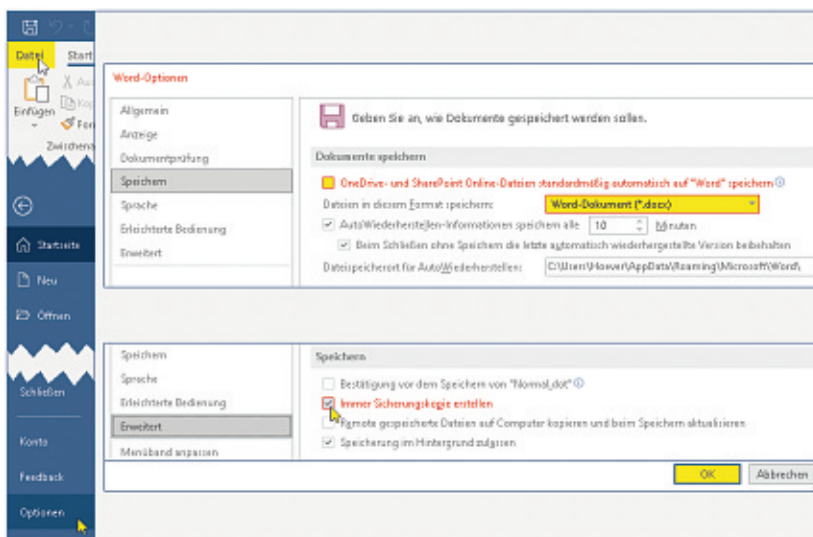 Datei Start
Einfügen
Zwischena
Startseite
Neu
Öffnen
Schließen
Konto
Feedback
Optionen
Word-Optionen
Allgemein
Anzeige
Dokumentprüfung
Speichern
Sprache
Erleichterte Bedienung
Erweitert
Geben Sie an, wie Dokumente gespeichert werden sollen.
Dokumente speichern
OneDrive- und SharePoint Online-Dateien standardmäßig automatisch auf "Word" speichern
Dateien in diesem Format speichern: Word-Dokument (*.docx)
AutoWiederherstellen-Informationen speichern alle 10 Minuten
Beim Schließen ohne Speichern die letzte automatisch wiederhergestellte Version beibehalten
Dateispeicherort für AutoWiederherstellen: C:\Users\Hoever\AppData\Roaming\Microsoft\Word\
Speichern
Sprache
Erleichterte Bedienung
Erweitert
Menüband anpassen
Speichern
Bestätigung vor dem Speichern von "Normal.dot"
Immer Sicherungskopie erstellen
Remote gespeicherte Dateien auf Computer kopieren und beim Speichern aktualisieren
Speicherung im Hintergrund zulassen
OK Abbrechen